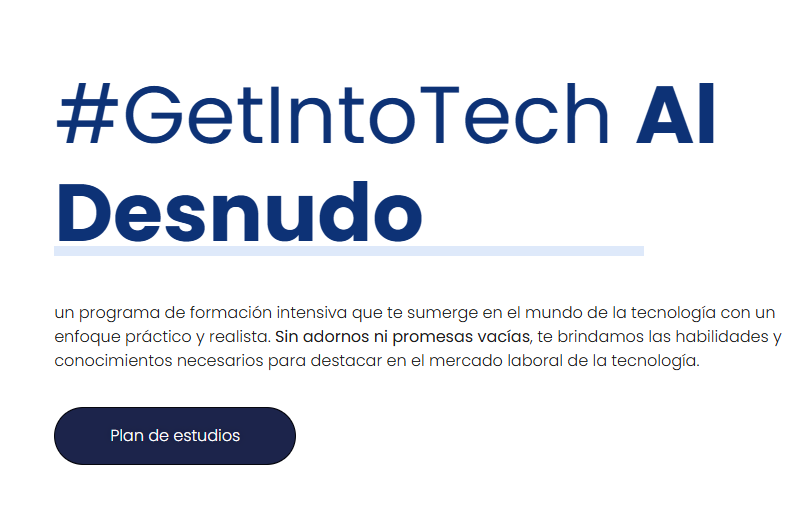 #GetIntoTech Al
Desnudo
un programa de formación intensiva que te sumerge en el mundo de la tecnología con un
enfoque práctico y realista. Sin adornos ni promesas vacías, te brindamos las habilidades y
conocimientos necesarios para destacar en el mercado laboral de la tecnología.
Plan de estudios